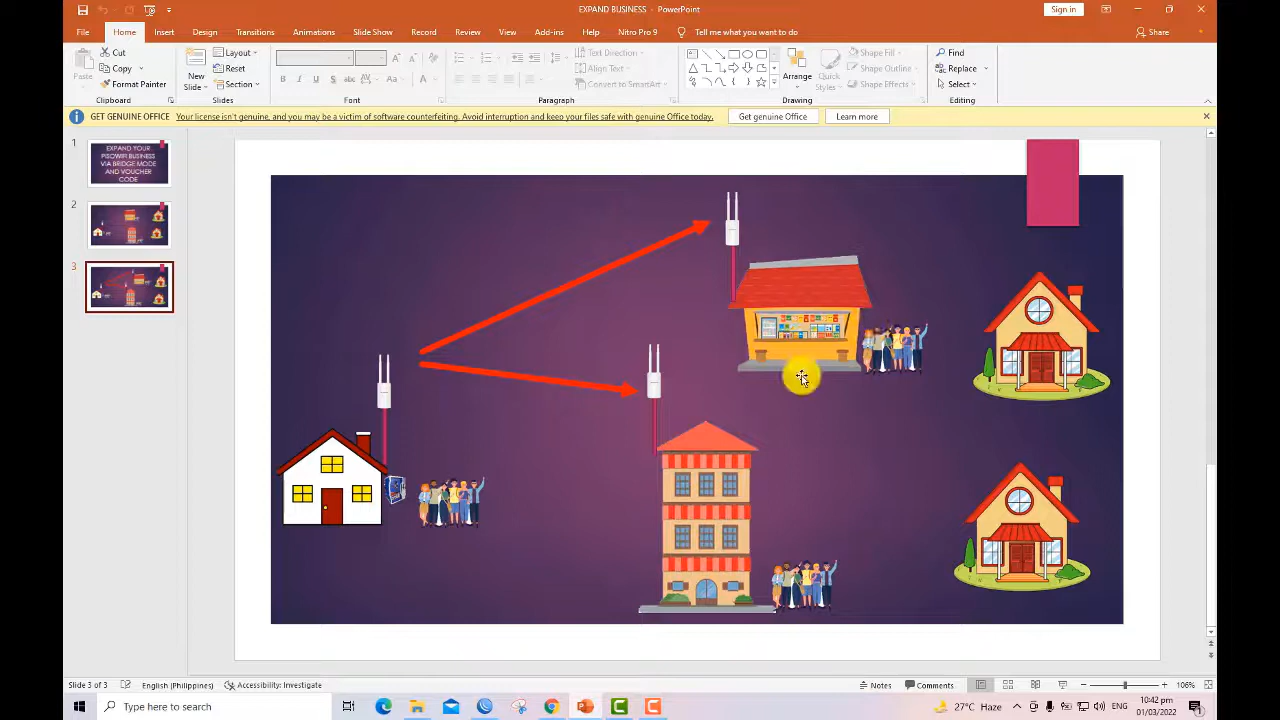 EXPAND BUSINESS - PowerPoint
Sign in
File Home Insert Design Transitions Animations Slide Show Record Review View Add-ins Help Nitro Pro 9 Tell me what you want to do Share
Paste
Cut
Copy
Format Painter
Clipboard
New
Slide
Layout
Reset
Section
Slides
Font
Text Direction
Align Text
Convert to SmartArt
Paragraph
Arrange
Quick
Styles
Shape Fill
Shape Outline
Shape Effects
Drawing
Find
Replace
Select
Editing
GET GENUINE OFFICE Your license isn't genuine, and you may be a victim of software counterfeiting. Avoid interruption and keep your files safe with genuine Office today. Get genuine Office Learn more
1
EXPAND YOUR
PISOWIFI BUSINESS
VIA BRIDGE MODE
AND VOUCHER
CODE
2
3
Slide 3 of 3 English (Philippines) Accessibility: Investigate Notes Comments 106%
Type here to search
27°C Haze
ENG
10:42 pm
01/03/2022